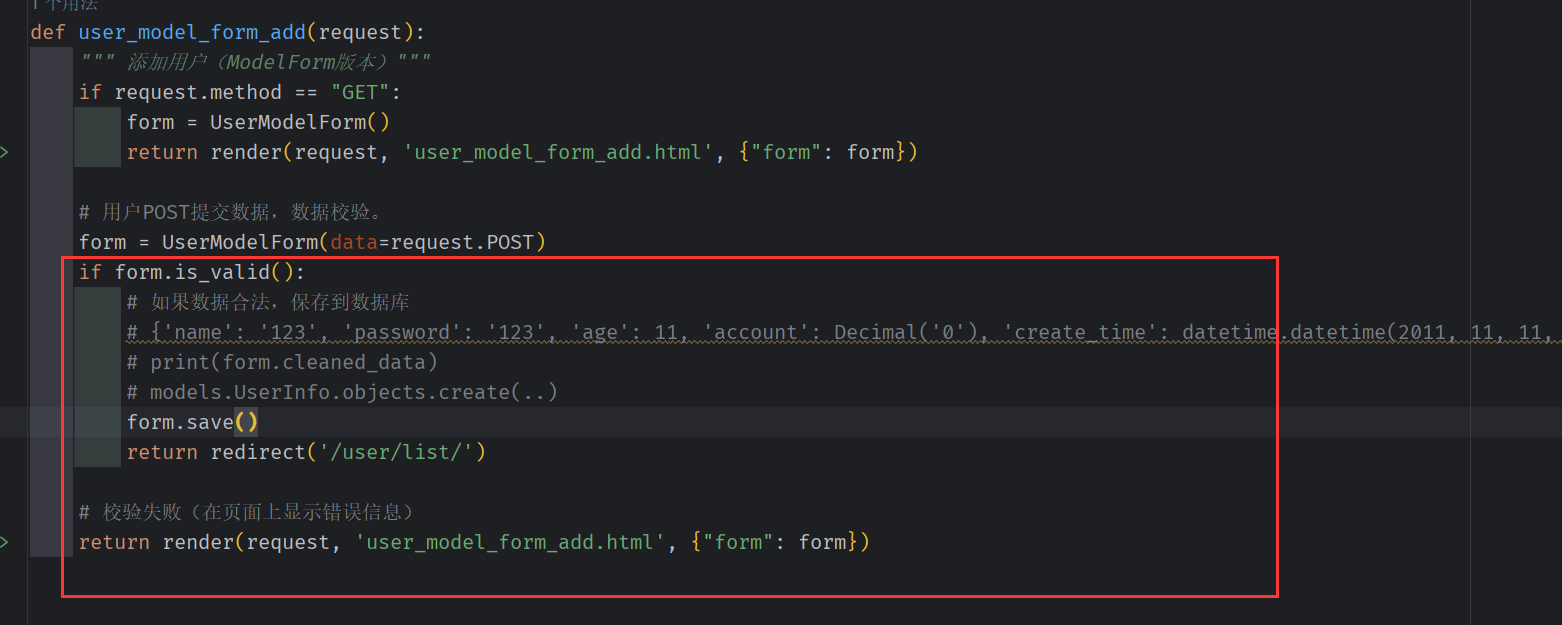 1 个用法
def user_model_form_add(request):
""" 添加用户（ModelForm版本）"""
if request.method == "GET":
form = UserModelForm()
return render(request, 'user_model_form_add.html', {"form": form})
# 用户POST提交数据，数据校验。
form = UserModelForm(data=request.POST)
if form.is_valid():
# 如果数据合法，保存到数据库
# {'name': '123', 'password': '123', 'age': 11, 'account': Decimal('0'), 'create_time': datetime.datetime(2011, 11, 11,
# print(form.cleaned_data)
# models.UserInfo.objects.create(..)
form.save()
return redirect('/user/list/')
# 校验失败（在页面上显示错误信息）
return render(request, 'user_model_form_add.html', {"form": form})